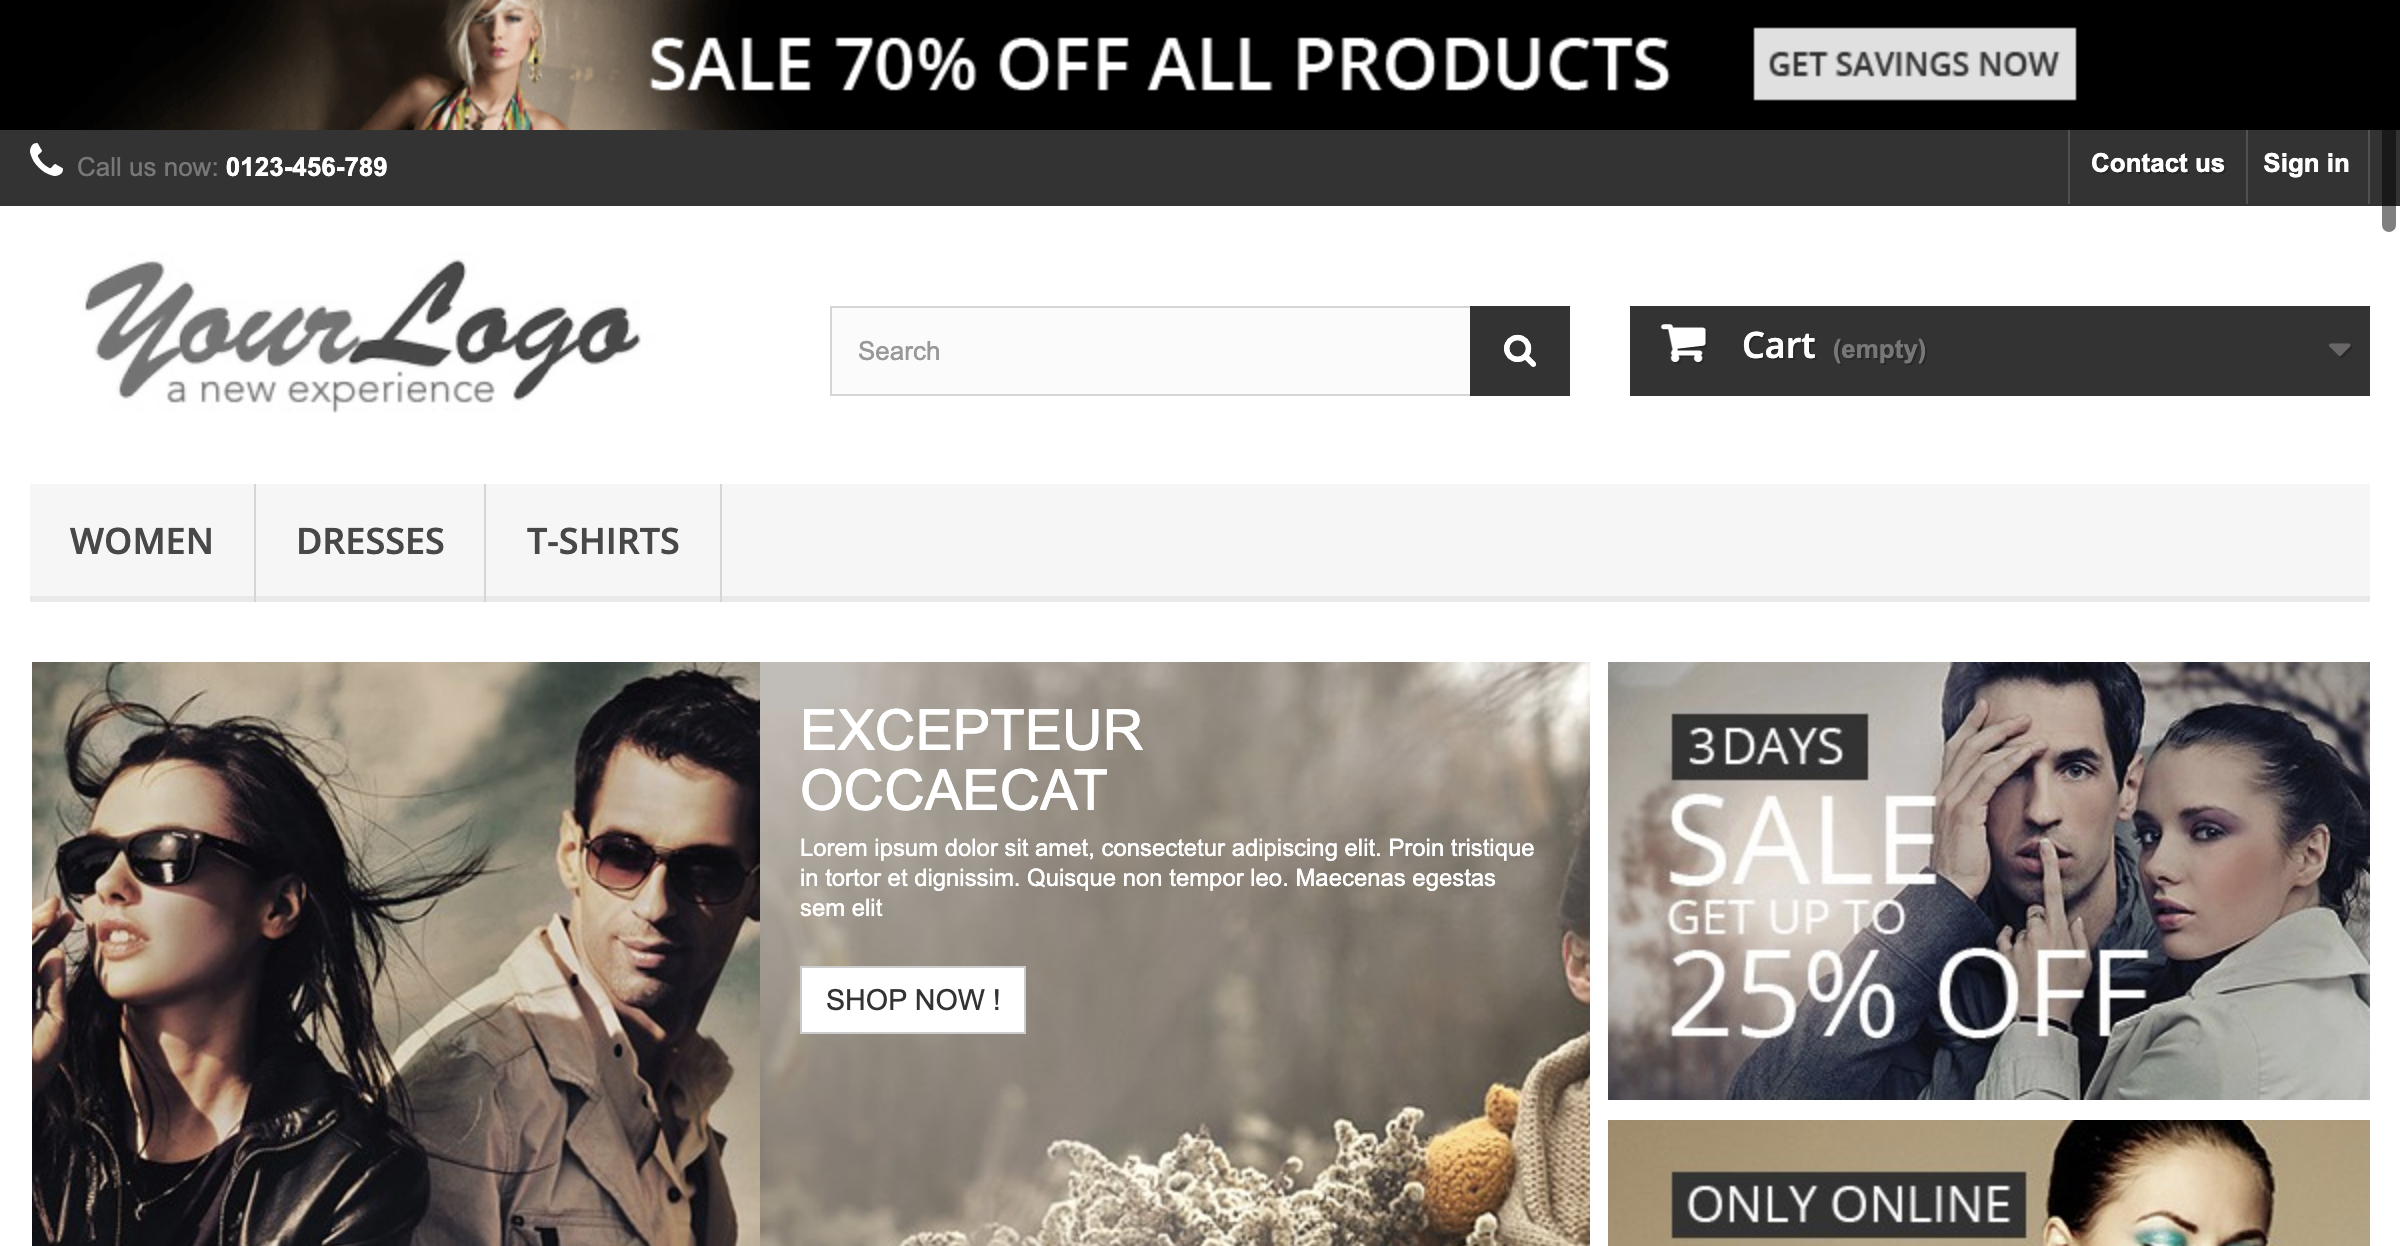 SALE 70% OFF ALL PRODUCTS
GET SAVINGS NOW
Call us now: 0123-456-789
Contact us
Sign in
YourLogo
a new experience
Search
Cart (empty)
WOMEN
DRESSES
T-SHIRTS
EXCEPTEUR
OCCAECAT
Lorem ipsum dolor sit amet, consectetur adipiscing elit. Proin tristique
in tortor et dignissim. Quisque non tempor leo. Maecenas egestas
sem elit
SHOP NOW !
3 DAYS
SALE
GET UP TO
25% OFF
ONLY ONLINE